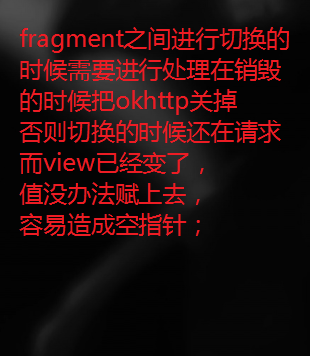 fragment之间进行切换的
时候需要进行处理在销毁
的时候把okhttp关掉
否则切换的时候还在请求
而view已经变了，
值没办法赋上去，
容易造成空指针；